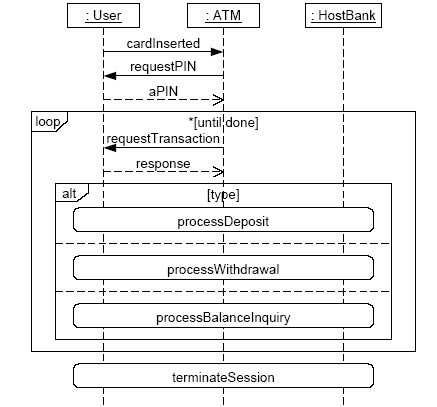 : User : ATM : HostBank
cardInserted
requestPIN
aPIN
loop *[until done]
requestTransaction
response
alt [type]
processDeposit
processWithdrawal
processBalanceInquiry
terminateSession